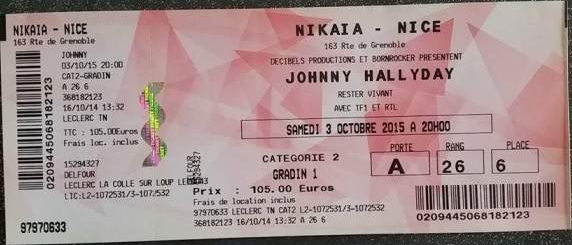 NIKAIA - NICE
163 Rte de Grenoble
JOHNNY
03/10/15 20:00
CAT2-GRADIN
A 26 6
368182123
16/10/14 13:32
LECLERC TN
TTC : 105.00Euros
Frais loc. inclus
15294327
DELFOUR
LECLERC LA COLLE SUR LOUP
LIC:L2-1072531/3-1072532
97970633
02094450681821​23
NIKAIA - NICE
163 Rte de Grenoble
DECIBELS PRODUCTIONS ET BORNROCKER PRESENTENT
JOHNNY HALLYDAY
RESTER VIVANT
AVEC TF1 ET RTL
SAMEDI 3 OCTOBRE 2015 A 20H00
CATEGORIE 2
GRADIN 1
PORTE RANG PLACE
A 26 6
Prix : 105.00 Euros
Frais de location inclus
97970633 LECLERC TN CAT2 L2-1072531/3-1072532
368182123 16/10/14 13:32 A 26 6
0209445068182123